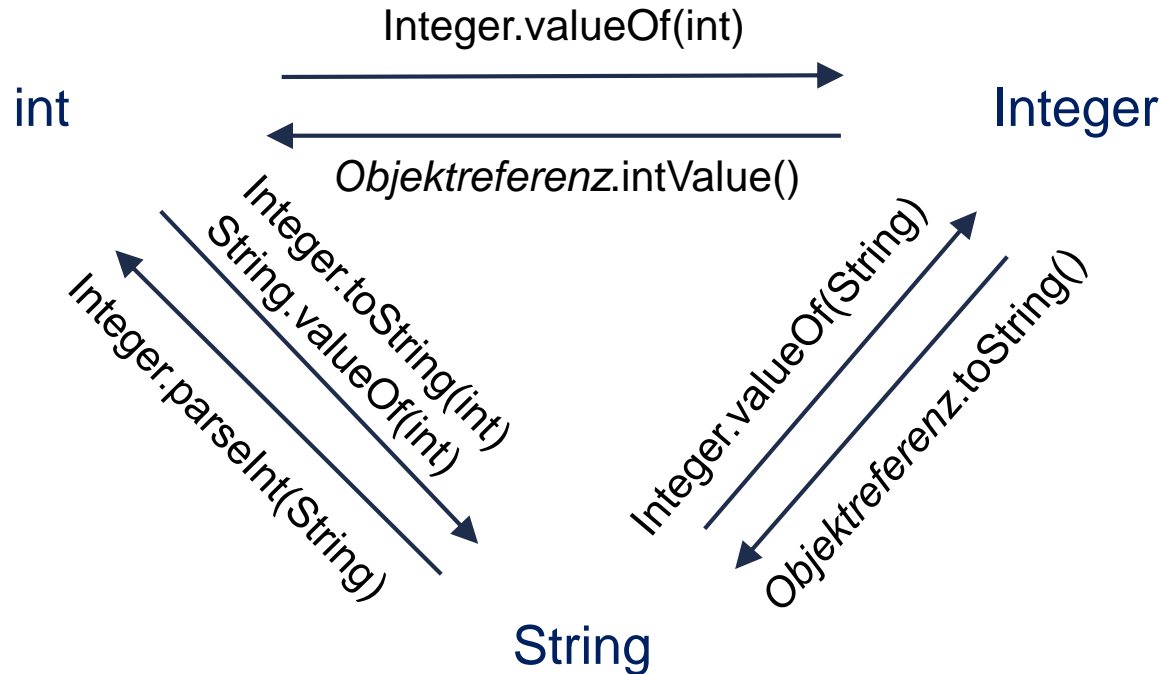 Integer.valueOf(int)
int
Integer
Objektreferenz.intValue()
Integer.toString(int)
String.valueOf(int)
Integer.parseInt(String)
Integer.valueOf(String)
Objektreferenz.toString()
String